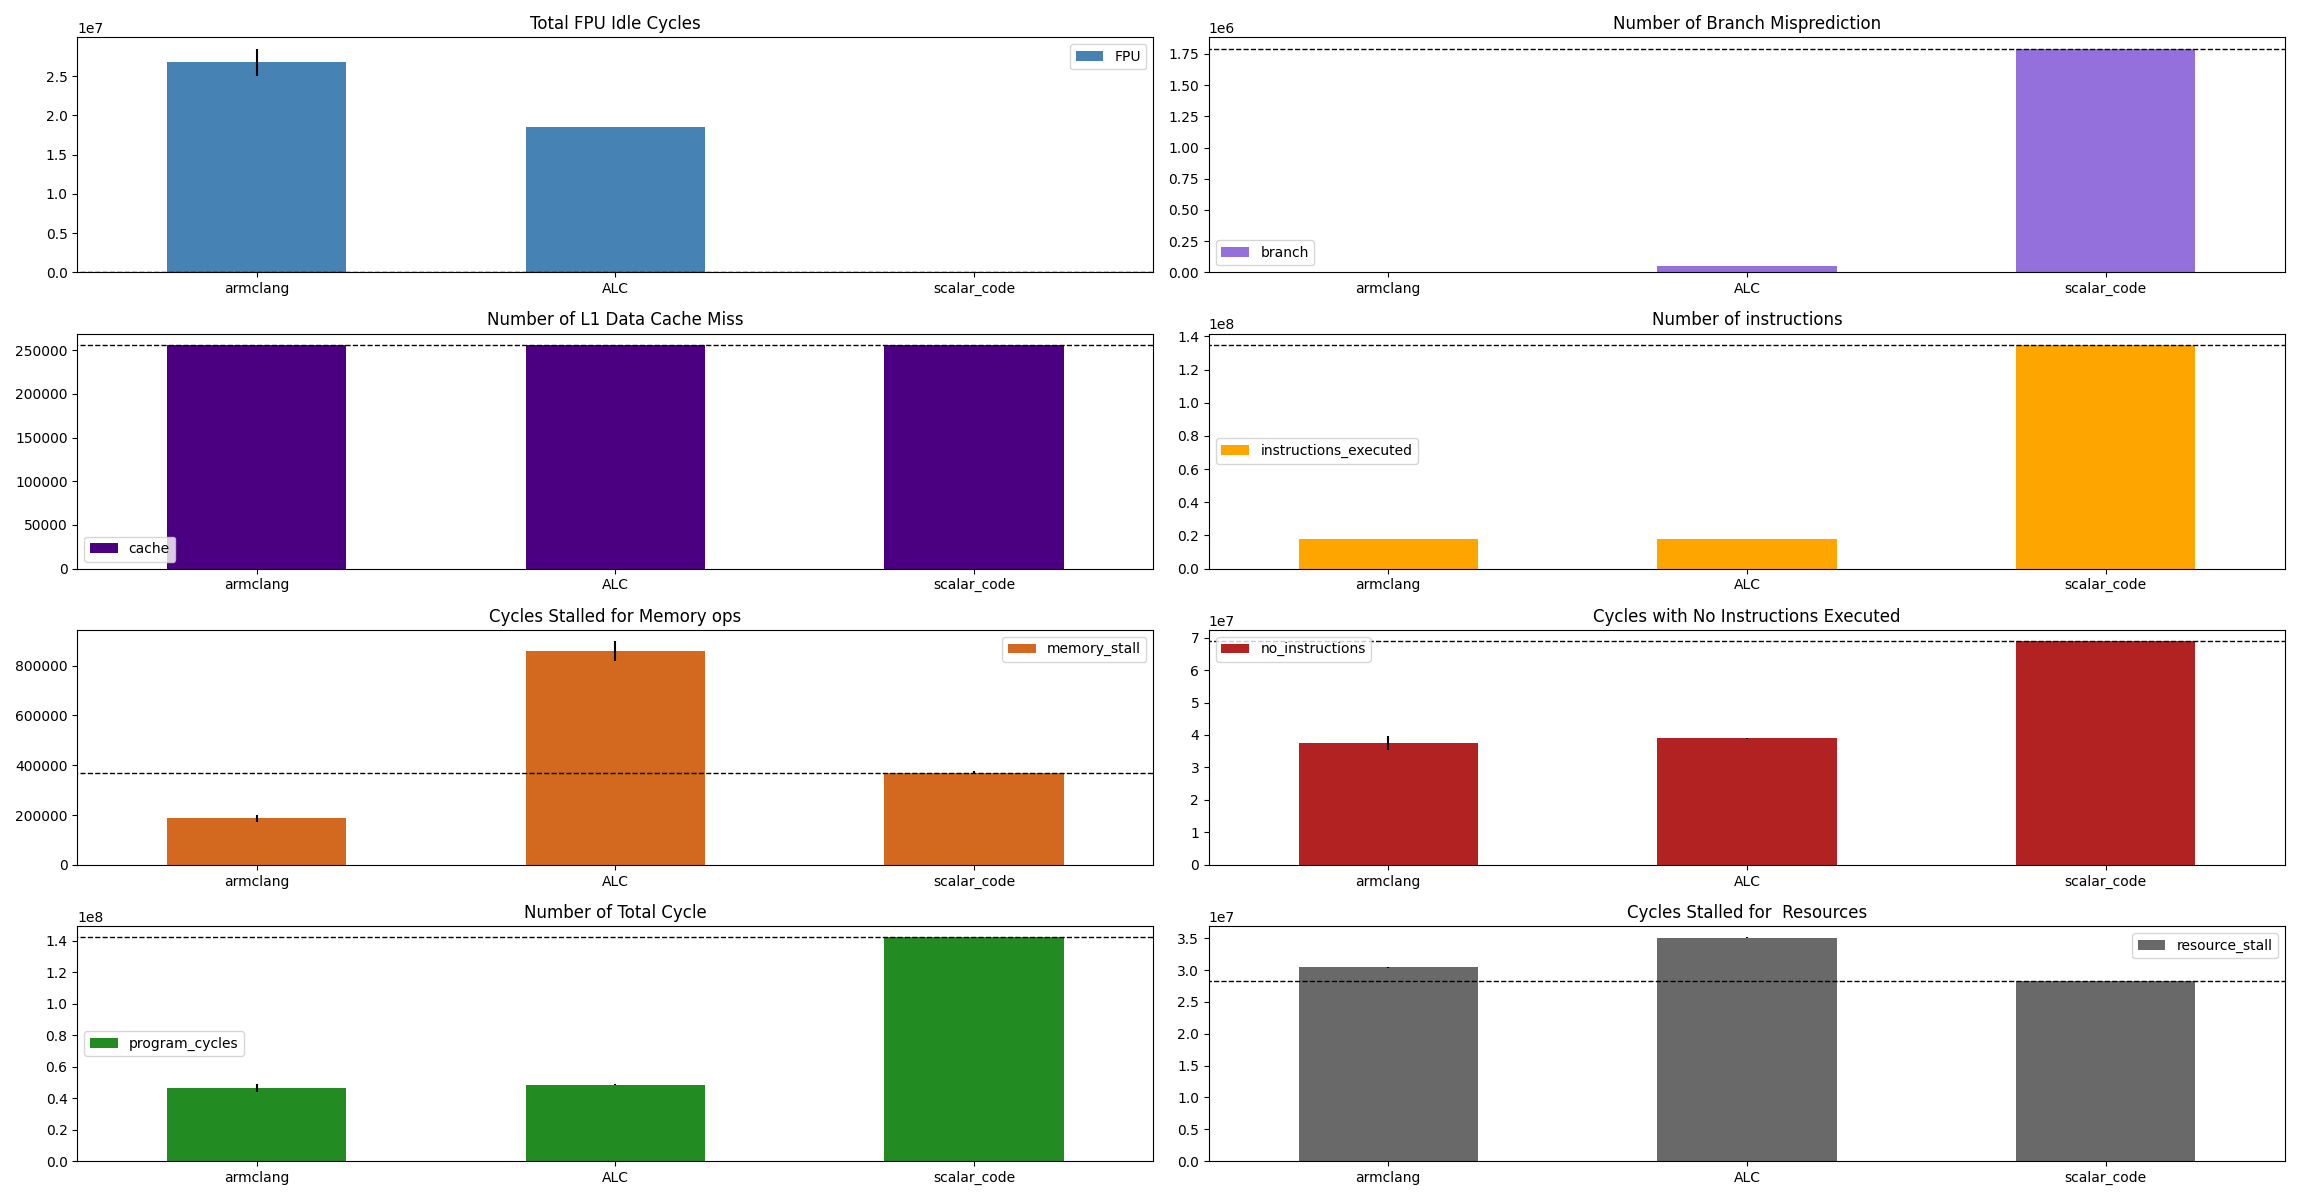 Total FPU Idle Cycles
1e7
2.5
2.0
1.5
1.0
0.5
0.0
FPU
armclang ALC scalar_code
Number of Branch Misprediction
1e6
1.75
1.50
1.25
1.00
0.75
0.50
0.25
0.00
branch
armclang ALC scalar_code
Number of L1 Data Cache Miss
250000
200000
150000
100000
50000
0
cache
armclang ALC scalar_code
Number of instructions
1e8
1.4
1.2
1.0
0.8
0.6
0.4
0.2
0.0
instructions_executed
armclang ALC scalar_code
Cycles Stalled for Memory ops
800000
600000
400000
200000
0
memory_stall
armclang ALC scalar_code
Cycles with No Instructions Executed
1e7
7
6
5
4
3
2
1
0
no_instructions
armclang ALC scalar_code
Number of Total Cycle
1e8
1.4
1.2
1.0
0.8
0.6
0.4
0.2
0.0
program_cycles
armclang ALC scalar_code
Cycles Stalled for  Resources
1e7
3.5
3.0
2.5
2.0
1.5
1.0
0.5
0.0
resource_stall
armclang ALC scalar_code